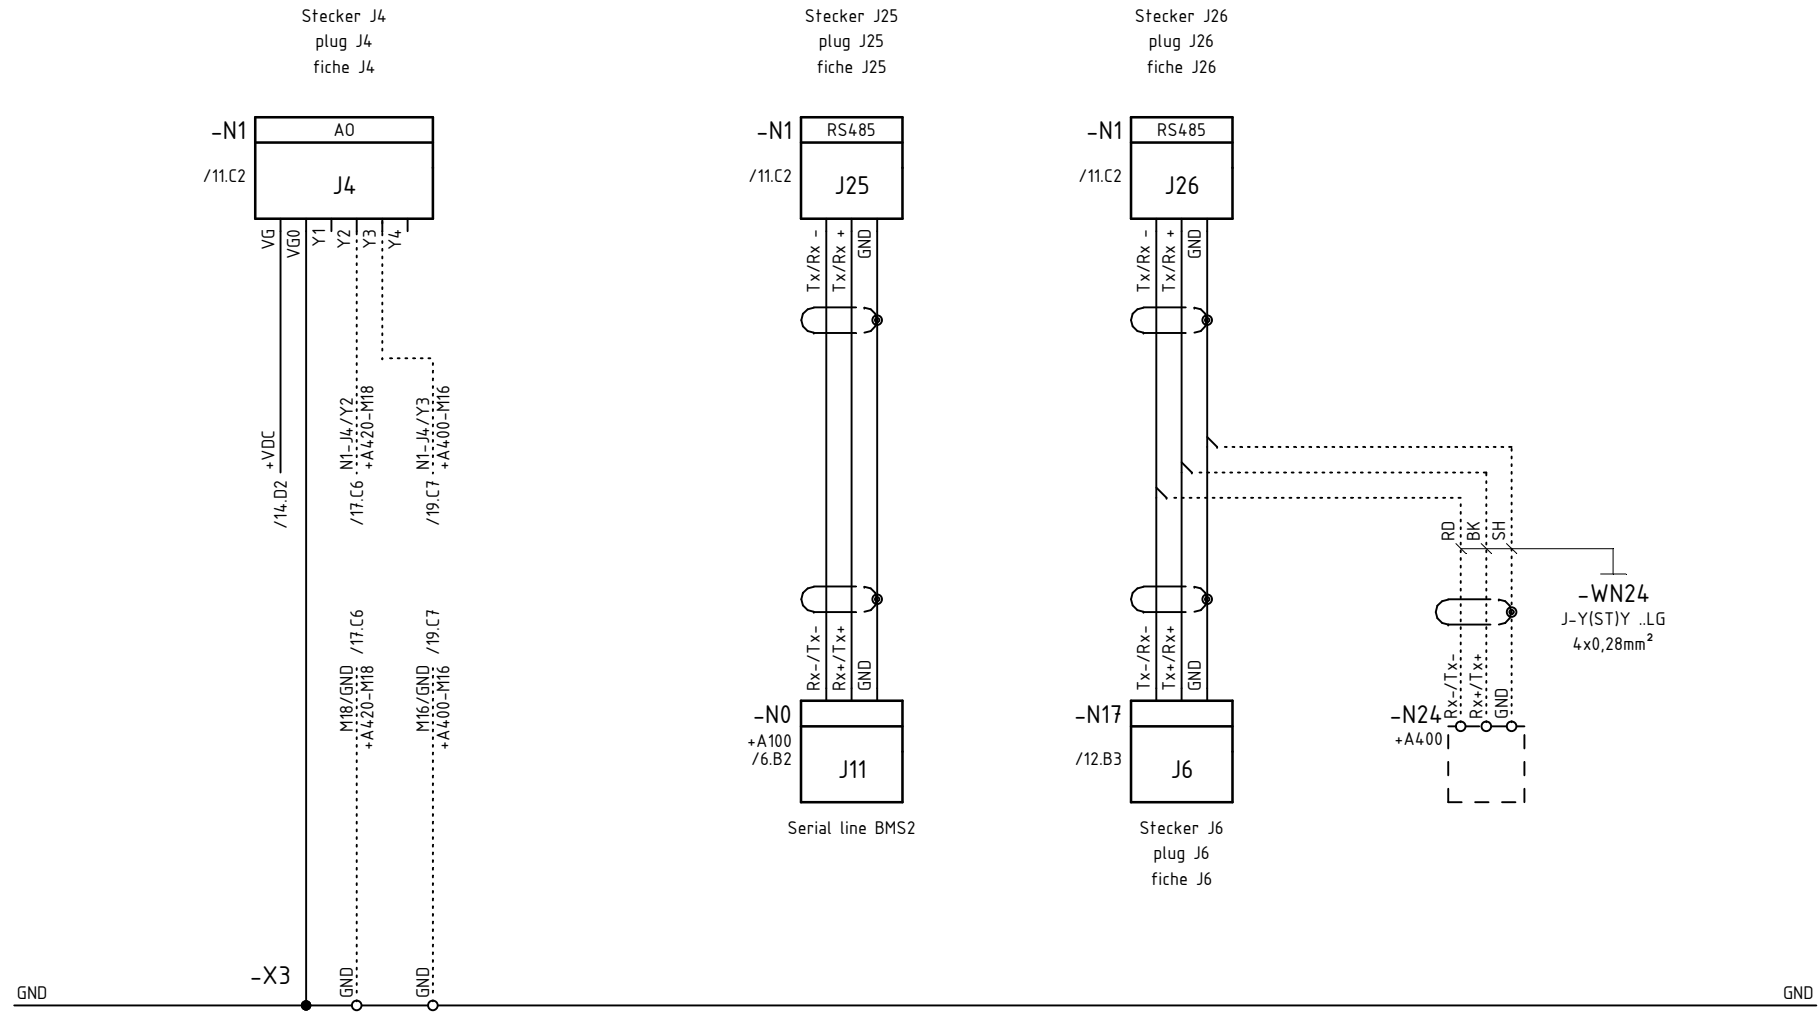 Stecker J4
plug J4
fiche J4
Stecker J25
plug J25
fiche J25
Stecker J26
plug J26
fiche J26
-N1
AO
/11.C2
J4
VG
VG0
Y1
Y2
Y3
Y4
-N1
RS485
/11.C2
J25
Tx/Rx -
Tx/Rx +
GND
-N1
RS485
/11.C2
J26
Tx/Rx -
Tx/Rx +
GND
+VDC
/14.D2
N1-J4/Y2
+A420-M18
/17.C6
N1-J4/Y3
+A400-M16
/19.C7
RD
BK
SH
-WN24
J-Y(ST)Y ..LG
4x0,28mm²
/17.C6
M18/GND
+A420-M18
/19.C7
M16/GND
+A400-M16
Rx-/Tx-
Rx+/Tx+
GND
-N0
+A100
/6.B2
J11
Serial line BMS2
Tx-/Rx-
Tx+/Rx+
GND
-N17
/12.B3
J6
Stecker J6
plug J6
fiche J6
Rx-/Tx-
Rx+/Tx+
GND
-N24
+A400
-X3
GND
GND
GND
GND